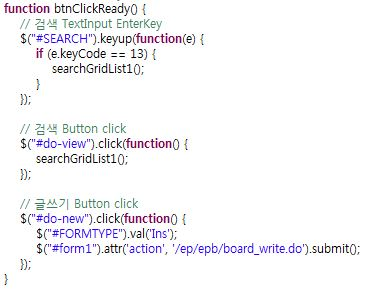 function btnClickReady() {
// 검색 TextInput EnterKey
$("#SEARCH").keyup(function(e) {
if (e.keyCode == 13) {
searchGridList1();
}
});
// 검색 Button click
$("#do-view").click(function() {
searchGridList1();
});
// 글쓰기 Button click
$("#do-new").click(function() {
$("#FORMTYPE").val('Ins');
$("#form1").attr('action', '/ep/epb/board_write.do').submit();
});
}